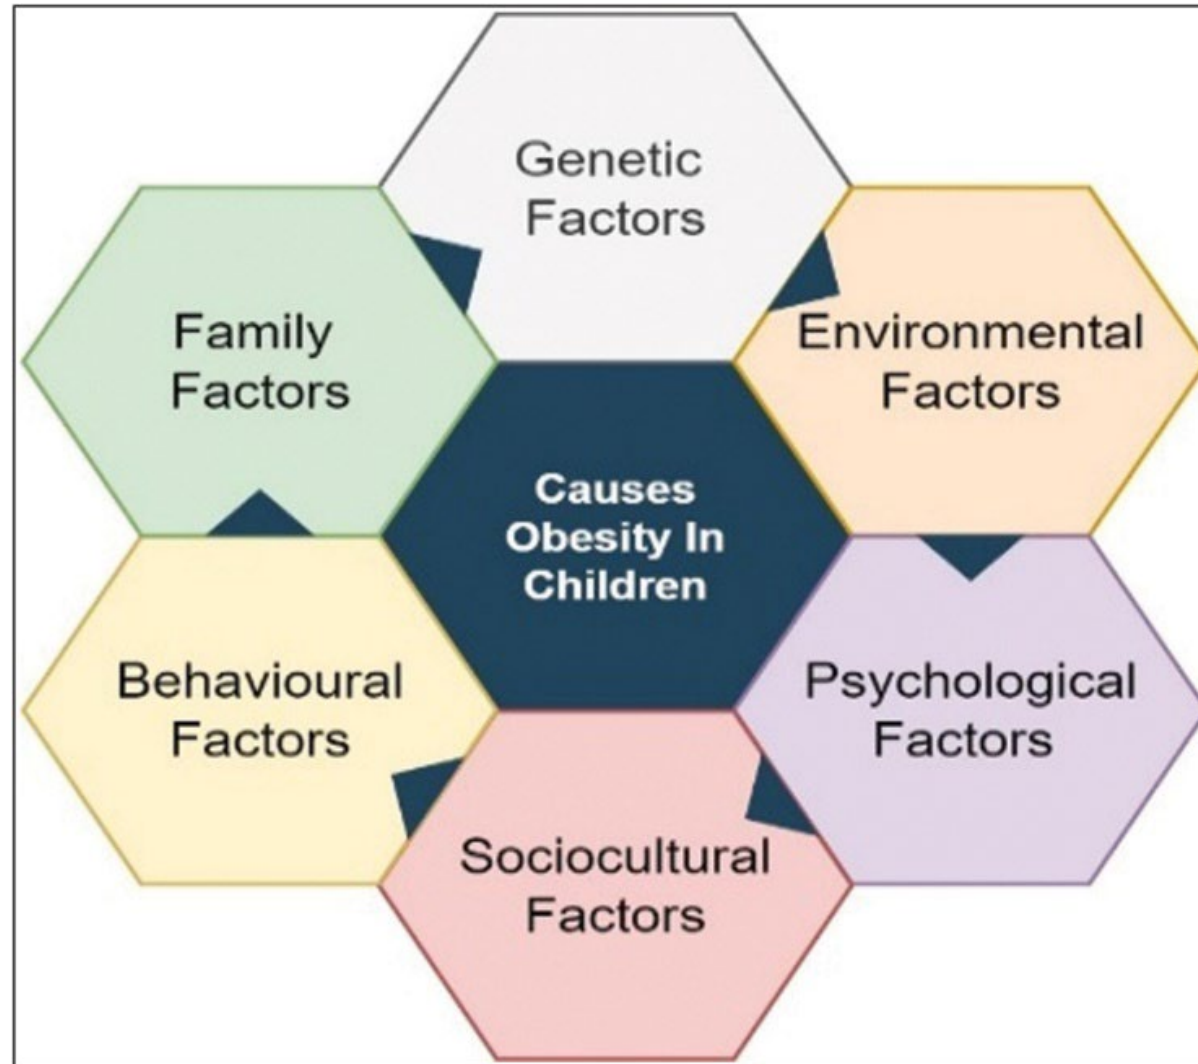 Genetic
Factors
Environmental
Factors
Psychological
Factors
Sociocultural
Factors
Behavioural
Factors
Family
Factors
Causes
Obesity In
Children